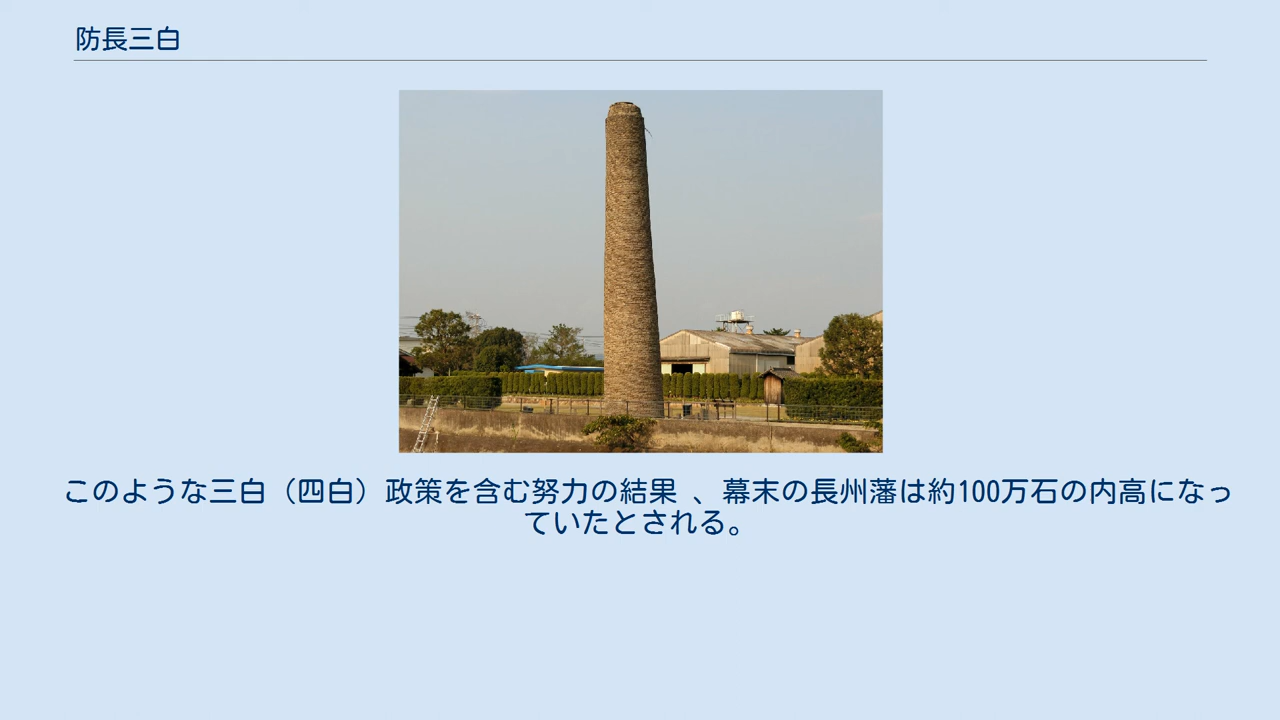 防長三白
このような三白（四白）政策を含む努力の結果 、幕末の長州藩は約100万石の内高になっ
ていたとされる。